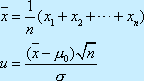 x̄ = 1/n (x₁ + x₂ + ⋯ + xₙ)
u = (x̄ − μ₀)√n / σ